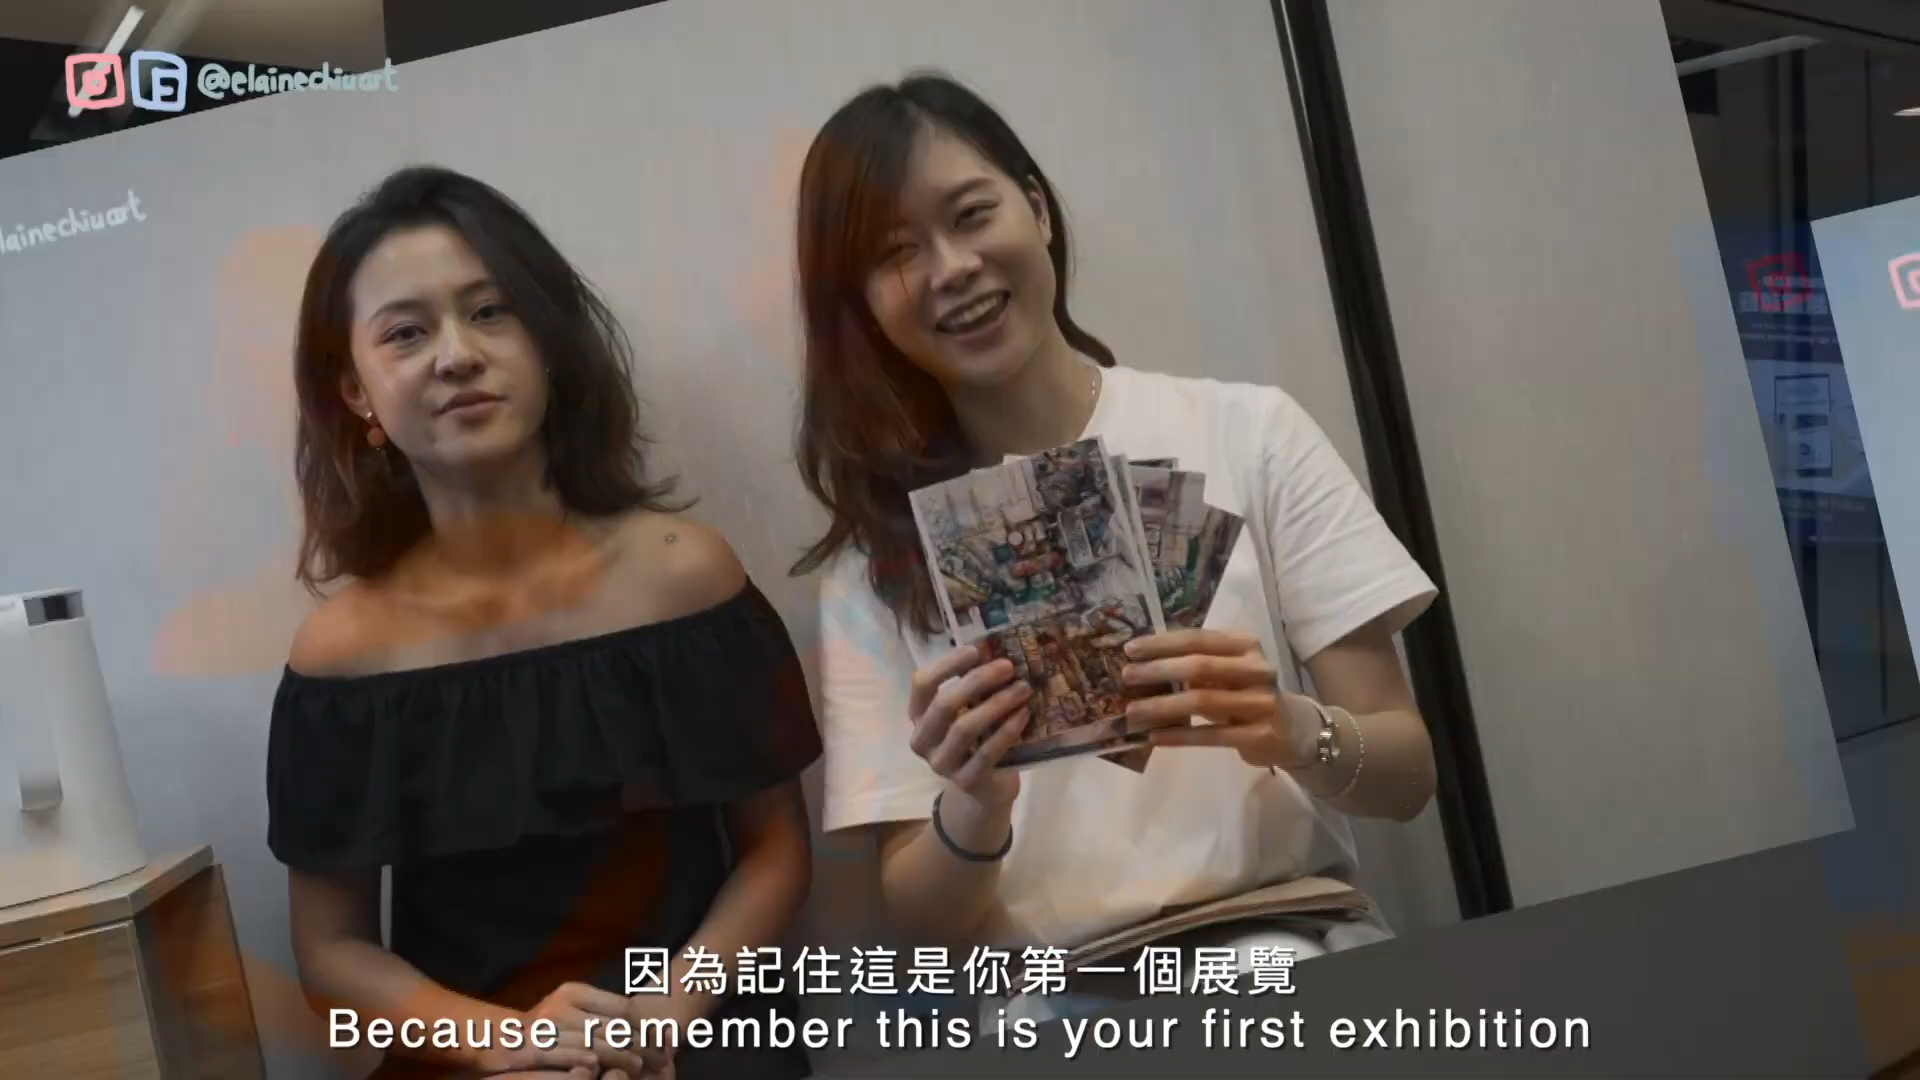 @elainechiuart
lainechiuart
因為記住這是你第一個展覽
Because remember this is your first exhibition